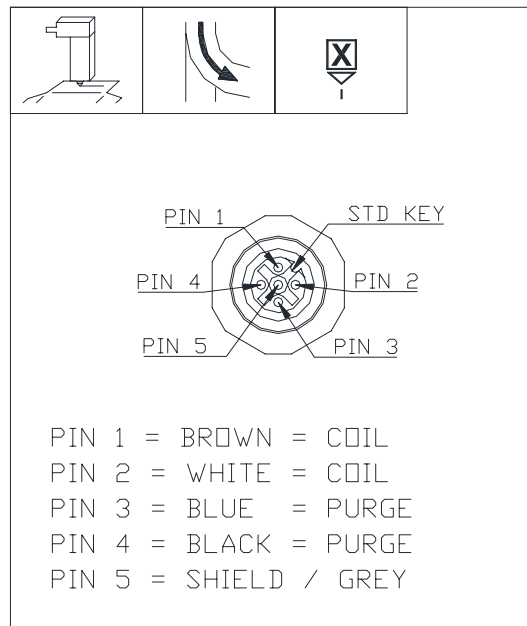 X
PIN 1
STD KEY
PIN 4
PIN 2
PIN 5
PIN 3
PIN 1 = BROWN = COIL
PIN 2 = WHITE = COIL
PIN 3 = BLUE = PURGE
PIN 4 = BLACK = PURGE
PIN 5 = SHIELD / GREY